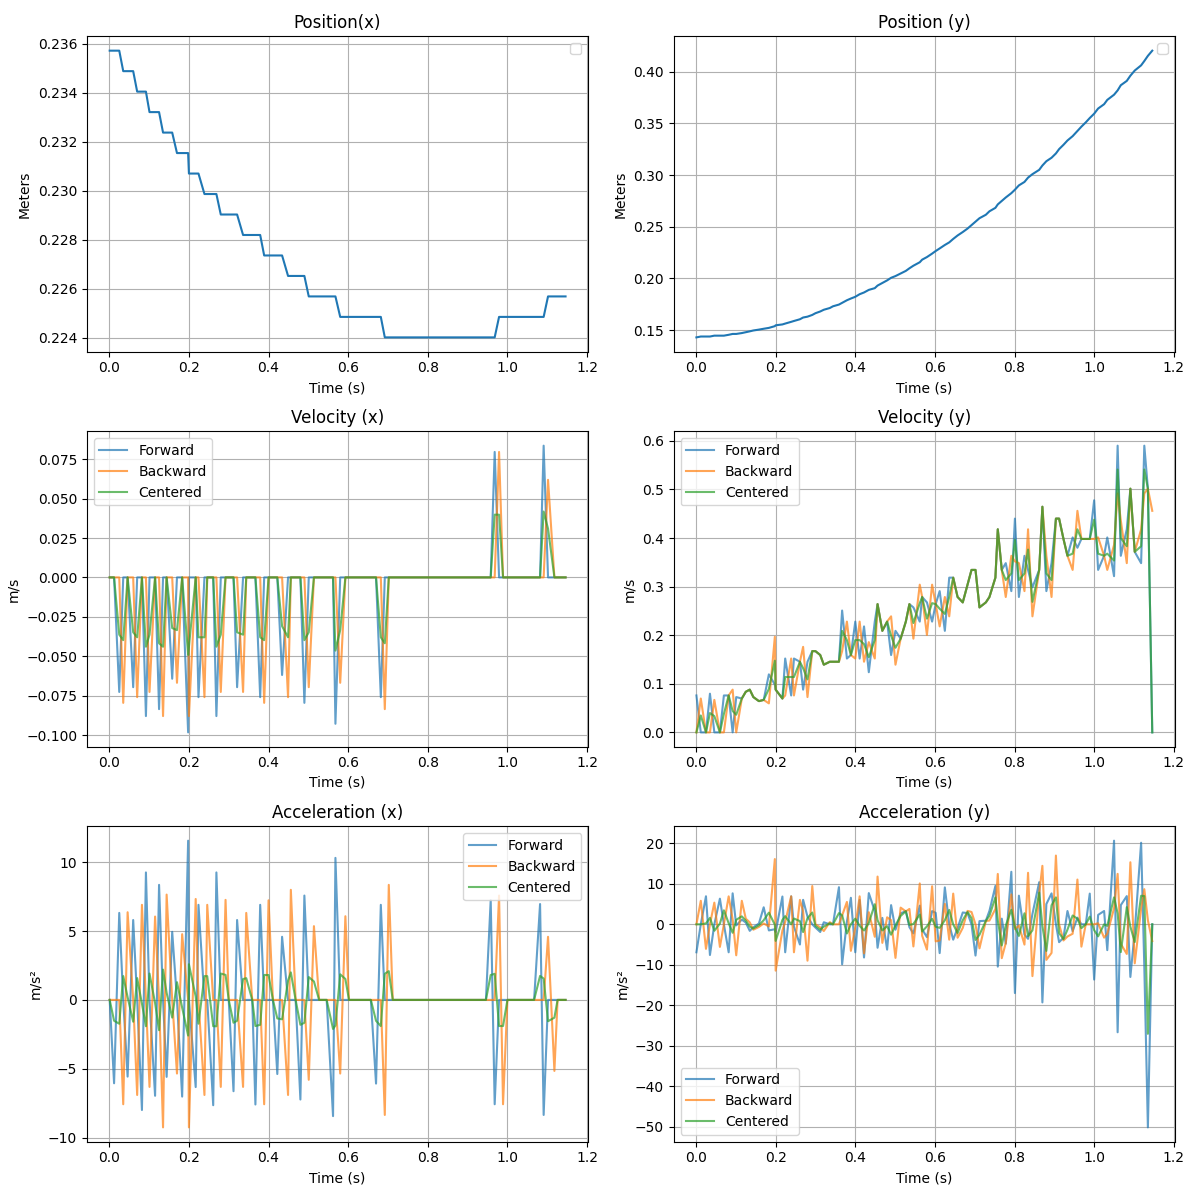 Position(x)
0.236
0.234
0.232
0.230
0.228
0.226
0.224
Meters
0.0 0.2 0.4 0.6 0.8 1.0 1.2
Time (s)
Position (y)
0.40
0.35
0.30
0.25
0.20
0.15
Meters
0.0 0.2 0.4 0.6 0.8 1.0 1.2
Time (s)
Velocity (x)
Forward
Backward
Centered
0.075
0.050
0.025
0.000
−0.025
−0.050
−0.075
−0.100
m/s
0.0 0.2 0.4 0.6 0.8 1.0 1.2
Time (s)
Velocity (y)
Forward
Backward
Centered
0.6
0.5
0.4
0.3
0.2
0.1
0.0
m/s
0.0 0.2 0.4 0.6 0.8 1.0 1.2
Time (s)
Acceleration (x)
Forward
Backward
Centered
10
5
0
−5
−10
m/s²
0.0 0.2 0.4 0.6 0.8 1.0 1.2
Time (s)
Acceleration (y)
20
10
0
−10
−20
−30
−40
−50
m/s²
Forward
Backward
Centered
0.0 0.2 0.4 0.6 0.8 1.0 1.2
Time (s)